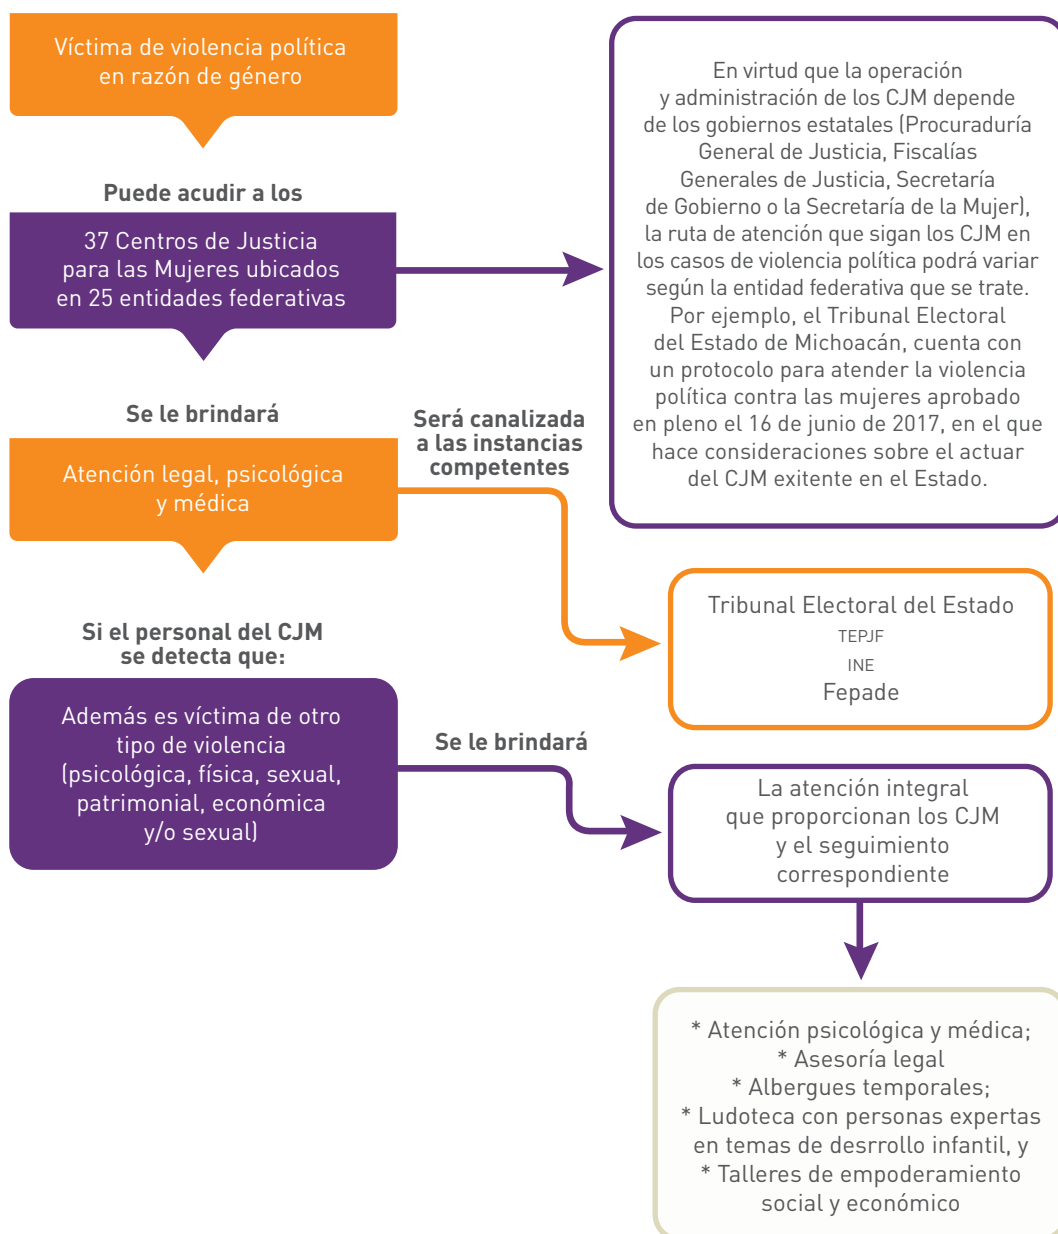 Víctima de violencia política
en razón de género
Puede acudir a los
37 Centros de Justicia
para las Mujeres ubicados
en 25 entidades federativas
En virtud que la operación
y administración de los CJM depende
de los gobiernos estatales (Procuraduría
General de Justicia, Fiscalías
Generales de Justicia, Secretaría
de Gobierno o la Secretaría de la Mujer),
la ruta de atención que sigan los CJM en
los casos de violencia política podrá variar
según la entidad federativa que se trate.
Por ejemplo, el Tribunal Electoral
del Estado de Michoacán, cuenta con
un protocolo para atender la violencia
política contra las mujeres aprobado
en pleno el 16 de junio de 2017, en el que
hace consideraciones sobre el actuar
del CJM exitente en el Estado.
Se le brindará
Atención legal, psicológica
y médica
Será canalizada
a las instancias
competentes
Tribunal Electoral del Estado
TEPJF
INE
Fepade
Si el personal del CJM
se detecta que:
Además es víctima de otro
tipo de violencia
(psicológica, física, sexual,
patrimonial, económica
y/o sexual)
Se le brindará
La atención integral
que proporcionan los CJM
y el seguimiento
correspondiente
* Atención psicológica y médica;
* Asesoría legal
* Albergues temporales;
* Ludoteca con personas expertas
en temas de desrrollo infantil, y
* Talleres de empoderamiento
social y económico